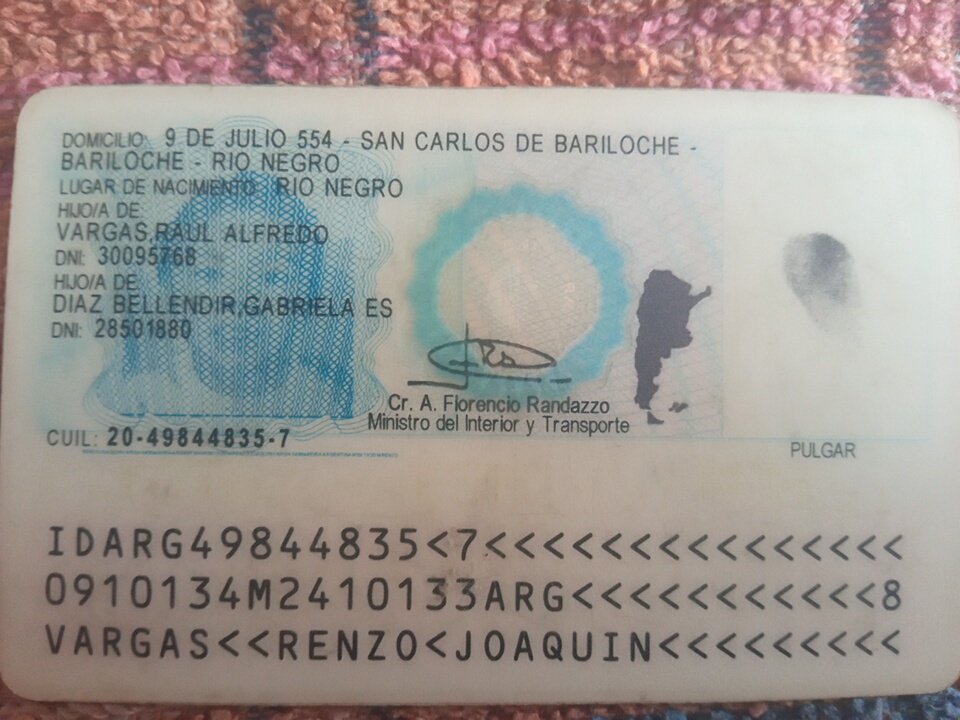 DOMICILIO: 9 DE JULIO 554 - SAN CARLOS DE BARILOCHE -
BARILOCHE - RIO NEGRO
LUGAR DE NACIMIENTO: RIO NEGRO
HIJO/A DE:
VARGAS,RAUL ALFREDO
DNI: 30095768
HIJO/A DE:
DIAZ BELLENDIR,GABRIELA ES
DNI: 28501880
Cr. A. Florencio Randazzo
Ministro del Interior y Transporte
CUIL: 20-49844835-7
PULGAR
IDARG49844835<7<<<<<<<<<<<<<<<
0910134M2410133ARG<<<<<<<<<<<8
VARGAS<<RENZO<JOAQUIN<<<<<<<<<